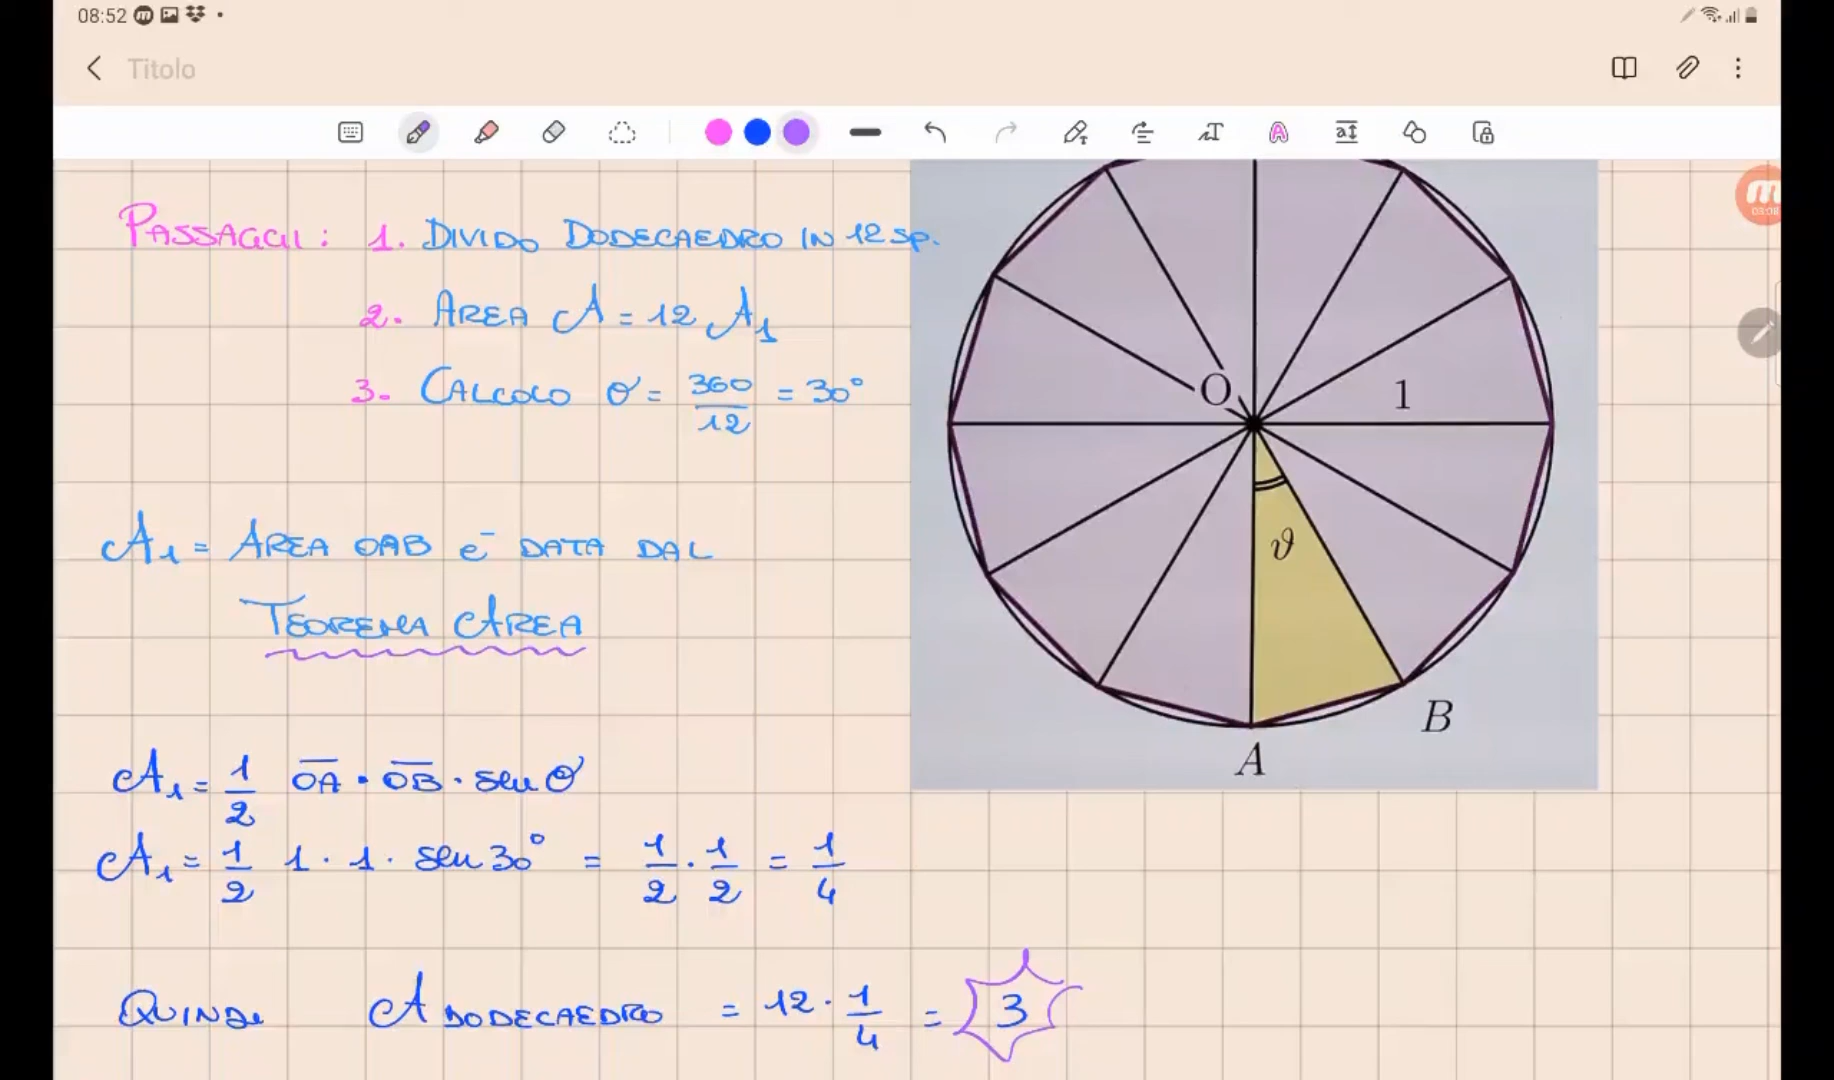 08:52
Titolo
PASSAGGI: 1. DIVIDO DODECAEDRO IN 12 SP.
2. AREA A = 12 A₁
3. CALCOLO θ = 360/12 = 30°
A₁ = AREA OAB è DATA DAL
TEOREMA AREA
A₁ = 1/2 OA · OB · sen θ
A₁ = 1/2 1 · 1 · sen 30° = 1/2 · 1/2 = 1/4
QUINDI A DODECAEDRO = 12 · 1/4 = 3
O
1
ϑ
B
A
m
03:08